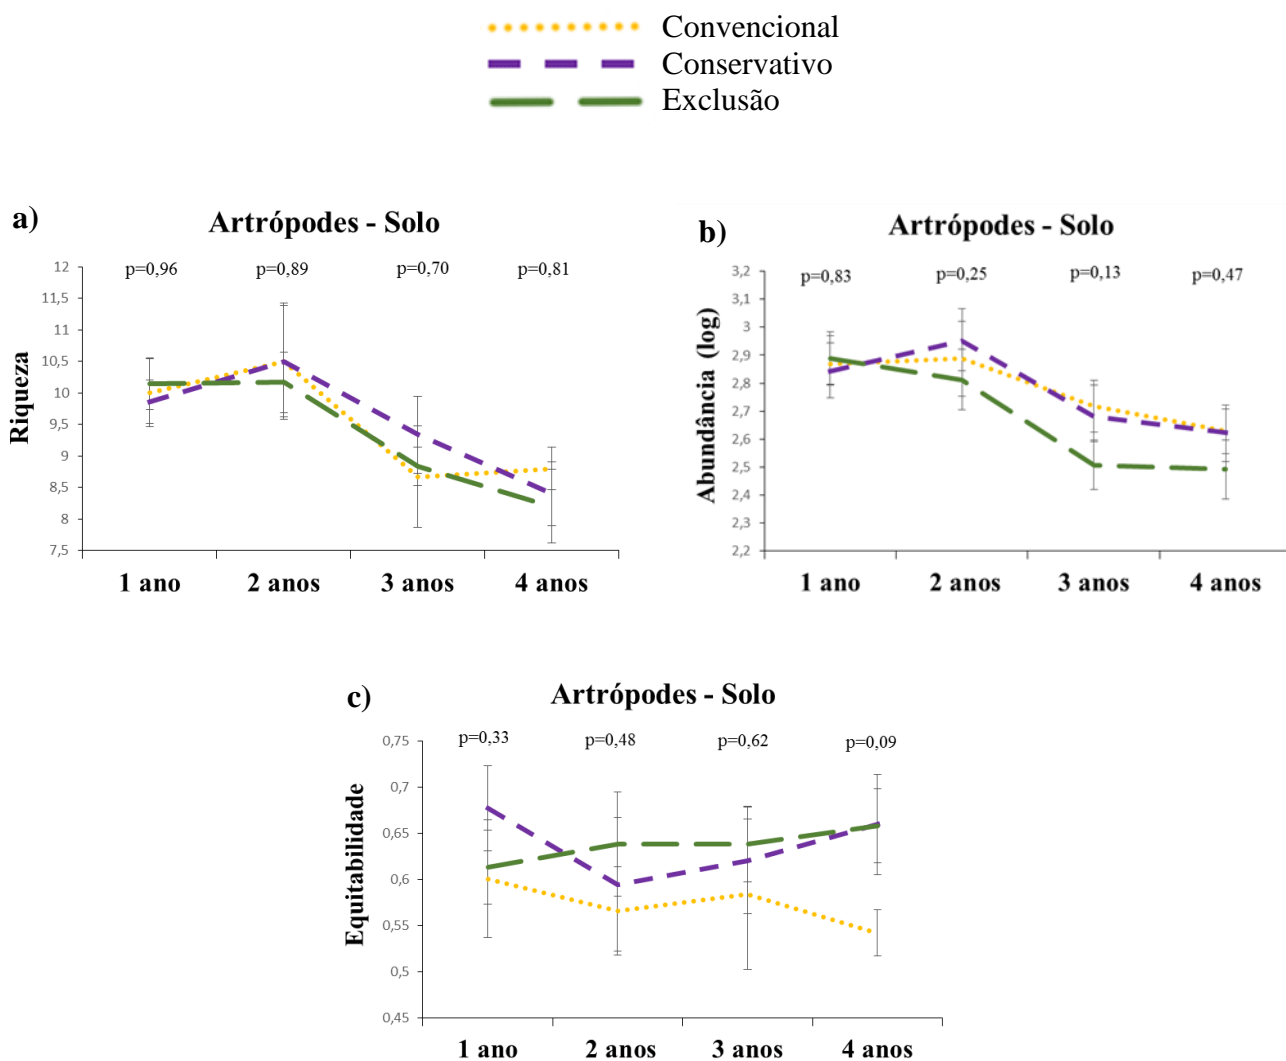 Convencional
Conservativo
Exclusão
a)
Artrópodes - Solo
p=0,96 p=0,89 p=0,70 p=0,81
Riqueza
12
11,5
11
10,5
10
9,5
9
8,5
8
7,5
1 ano 2 anos 3 anos 4 anos
b)
Artrópodes - Solo
p=0,83 p=0,25 p=0,13 p=0,47
Abundância (log)
3,2
3,1
3
2,9
2,8
2,7
2,6
2,5
2,4
2,3
2,2
1 ano 2 anos 3 anos 4 anos
c)
Artrópodes - Solo
p=0,33 p=0,48 p=0,62 p=0,09
Equitabilidade
0,75
0,7
0,65
0,6
0,55
0,5
0,45
1 ano 2 anos 3 anos 4 anos